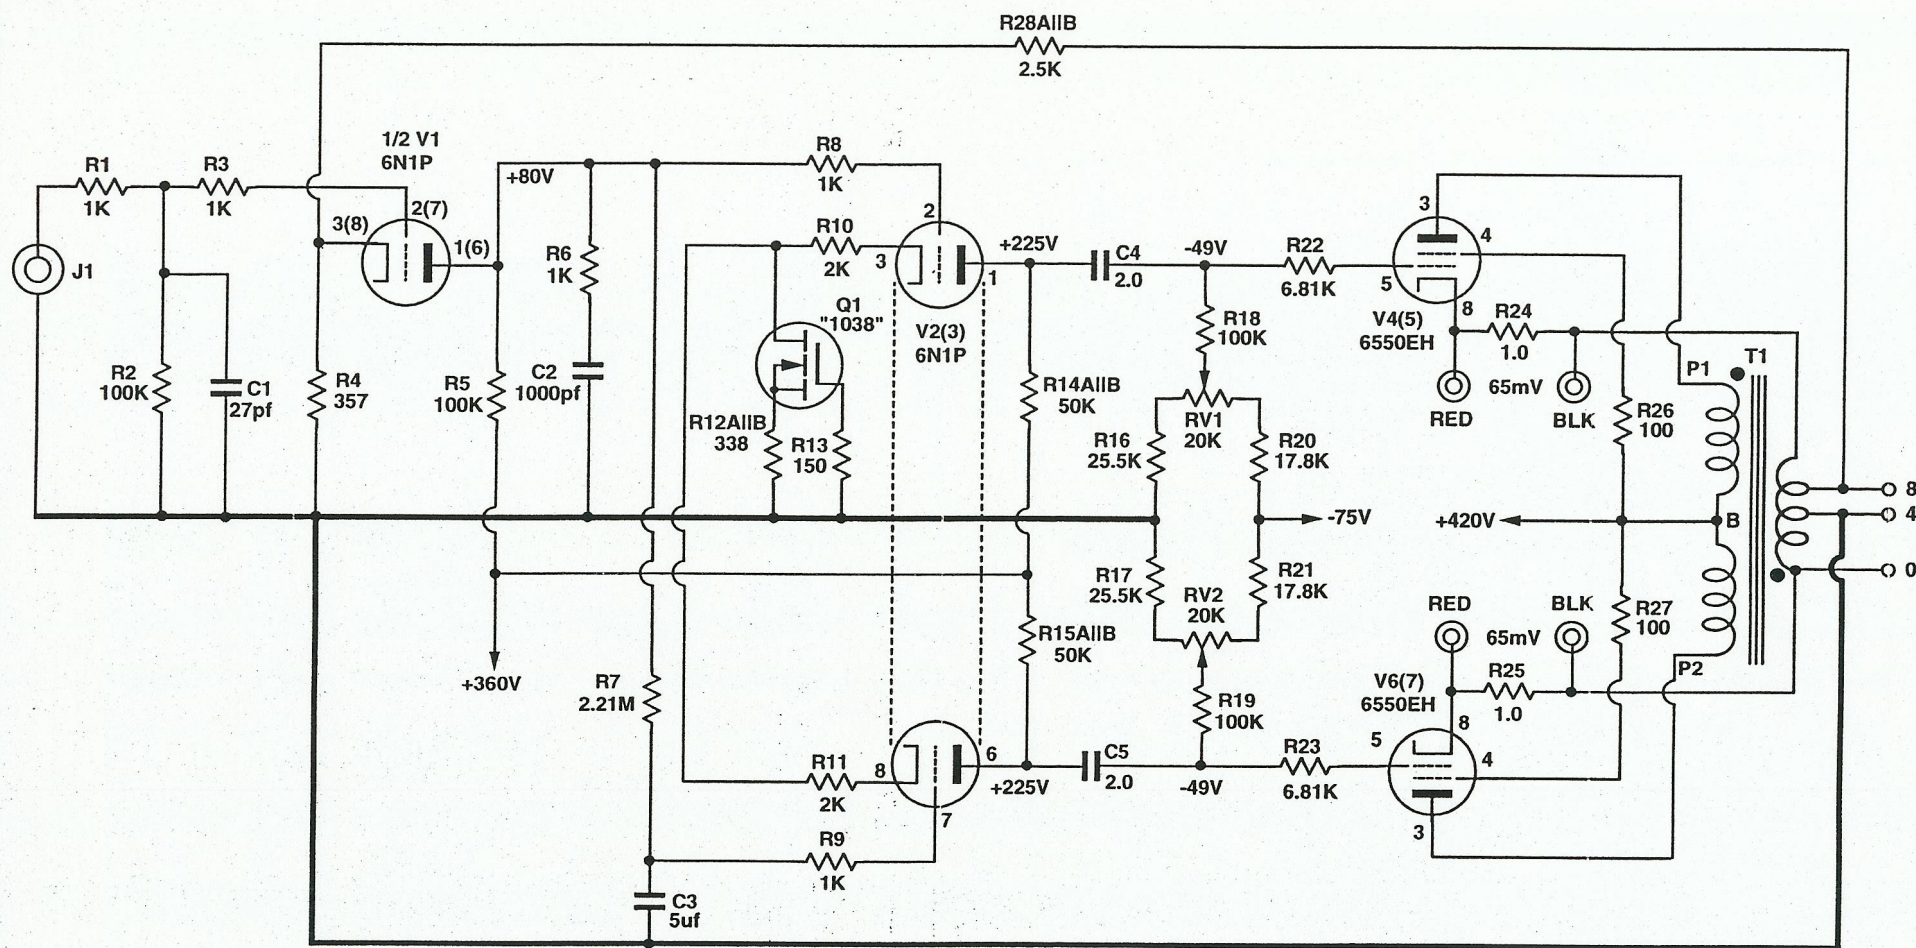 R28AIIB
2.5K
1/2 V1
6N1P
R1
1K
R3
1K
2(7)
3(8)
1(6)
+80V
R8
1K
J1
R6
1K
R10
2K
2
3
1
+225V
C4
2.0
-49V
R22
6.81K
3
4
5
8
Q1
"1038"
V2(3)
6N1P
R18
100K
V4(5)
6550EH
R24
1.0
65mV
RED
BLK
P1
T1
R2
100K
C1
27pf
R4
357
R5
100K
C2
1000pf
R12AIIB
338
R13
150
R14AIIB
50K
RV1
20K
R16
25.5K
R20
17.8K
R26
100
-75V
+420V
B
8
4
0
R17
25.5K
RV2
20K
R21
17.8K
RED
BLK
65mV
R27
100
R15AIIB
50K
+360V
R7
2.21M
R19
100K
V6(7)
6550EH
R25
1.0
P2
8
5
4
3
R11
2K
8
6
7
+225V
C5
2.0
-49V
R23
6.81K
R9
1K
C3
5uf